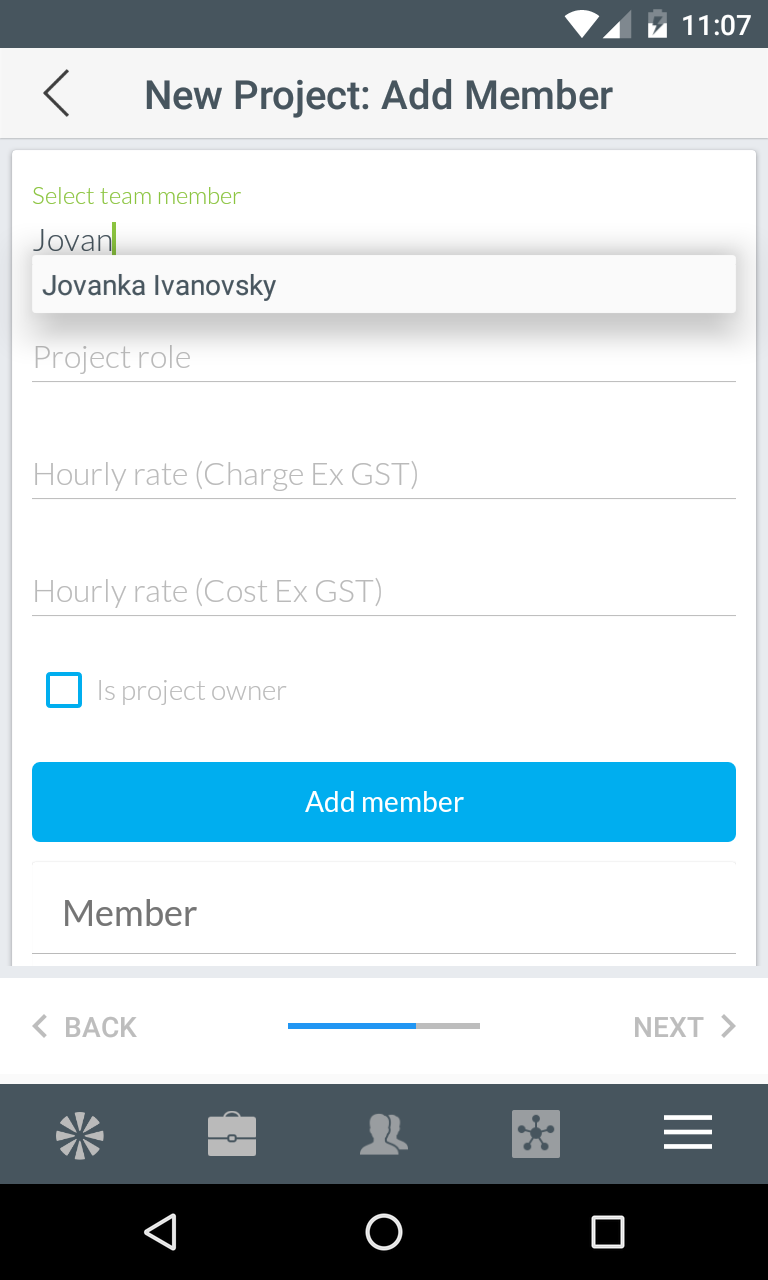 11:07
New Project: Add Member
Select team member
Jovan
Jovanka Ivanovsky
Project role
Hourly rate (Charge Ex GST)
Hourly rate (Cost Ex GST)
Is project owner
Add member
Member
BACK
NEXT